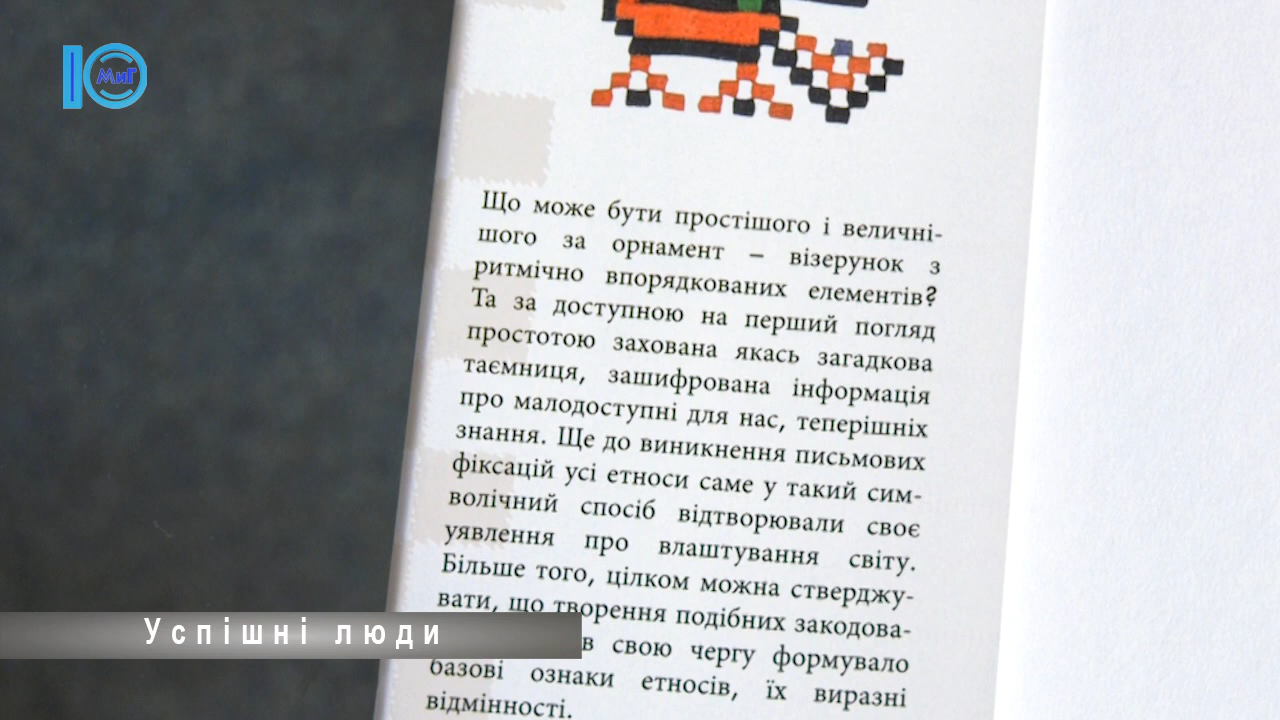 МиГ
Що може бути простішого і величні-
шого за орнамент – візерунок з
ритмічно впорядкованих елементів?
Та за доступною на перший погляд
простотою захована якась загадкова
таємниця, зашифрована інформація
про малодоступні для нас, теперішніх
знання. Ще до виникнення письмових
фіксацій усі етноси саме у такий сим-
волічний спосіб відтворювали своє
уявлення про влаштування світу.
Більше того, цілком можна стверджу-
вати, що творення подібних закодова-
в свою чергу формувало
базові ознаки етносів, їх виразні
відмінності.
Успішні люди